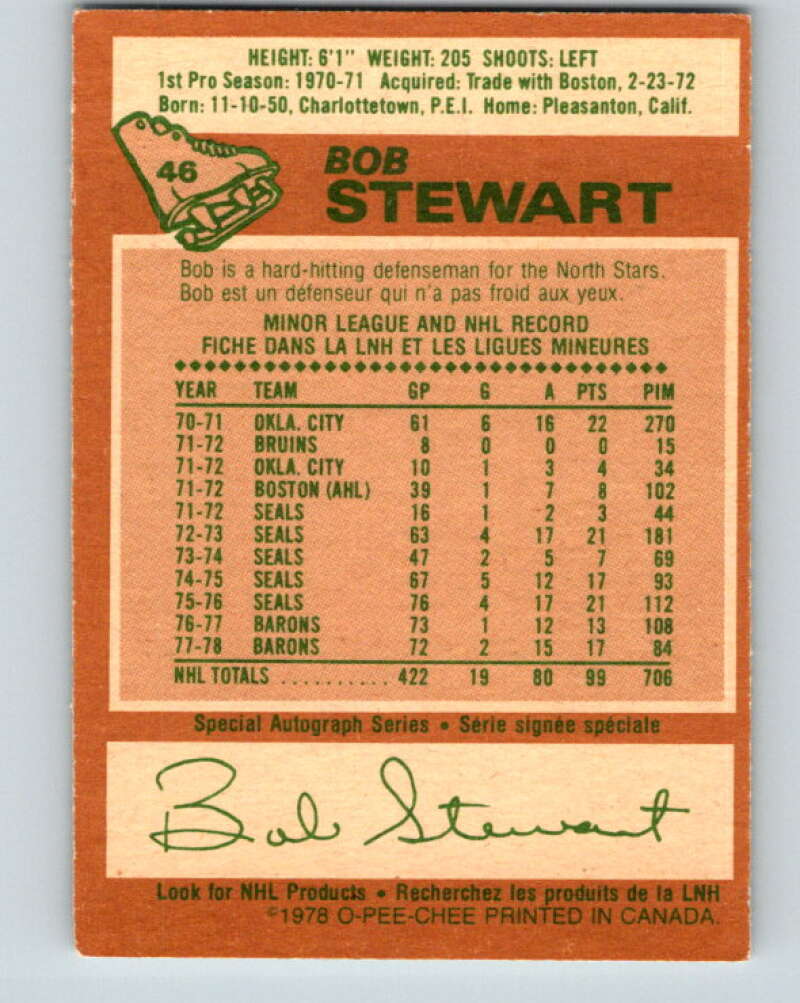 HEIGHT: 6'1" WEIGHT: 205 SHOOTS: LEFT
1st Pro Season: 1970-71 Acquired: Trade with Boston, 2-23-72
Born: 11-10-50, Charlottetown, P.E.I. Home: Pleasanton, Calif.
46
BOB
STEWART
Bob is a hard-hitting defenseman for the North Stars.
Bob est un défenseur qui n'a pas froid aux yeux.
MINOR LEAGUE AND NHL RECORD
FICHE DANS LA LNH ET LES LIGUES MINEURES
YEAR TEAM GP G A PTS PIM
70-71 OKLA. CITY 61 6 16 22 270
71-72 BRUINS 8 0 0 0 15
71-72 OKLA. CITY 10 1 3 4 34
71-72 BOSTON (AHL) 39 1 7 8 102
71-72 SEALS 16 1 2 3 44
72-73 SEALS 63 4 17 21 181
73-74 SEALS 47 2 5 7 69
74-75 SEALS 67 5 12 17 93
75-76 SEALS 76 4 17 21 112
76-77 BARONS 73 1 12 13 108
77-78 BARONS 72 2 15 17 84
NHL TOTALS .......... 422 19 80 99 706
Special Autograph Series • Série signée spéciale
Bob Stewart
Look for NHL Products • Recherchez les produits de la LNH
©1978 O-PEE-CHEE PRINTED IN CANADA.